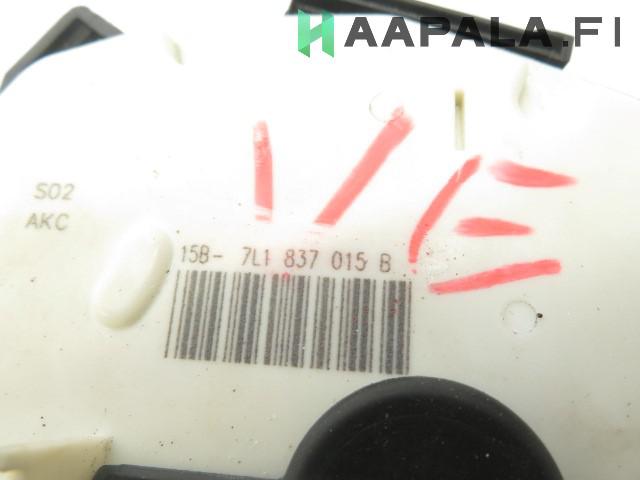 HAAPALA.FI
VE
S02
AKC
15B- 7L1 837 015 B